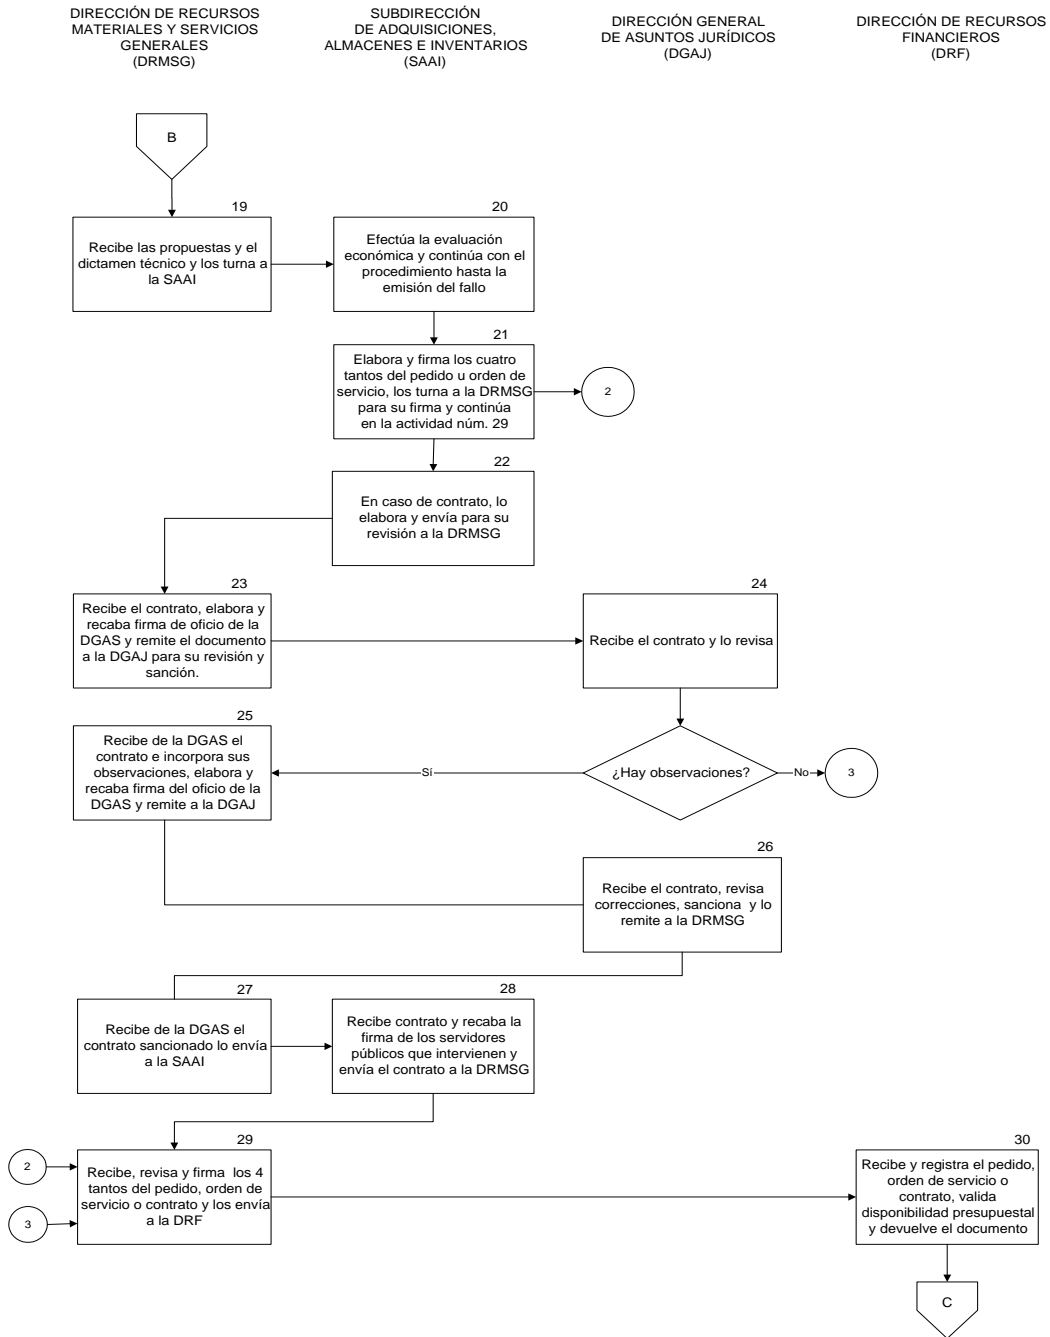 DIRECCIÓN DE RECURSOS
MATERIALES Y SERVICIOS
GENERALES
(DRMSG)
SUBDIRECCIÓN
DE ADQUISICIONES,
ALMACENES E INVENTARIOS
(SAAI)
DIRECCIÓN GENERAL
DE ASUNTOS JURÍDICOS
(DGAJ)
DIRECCIÓN DE RECURSOS
FINANCIEROS
(DRF)
B
19
Recibe las propuestas y el
dictamen técnico y los turna a
la SAAI
20
Efectúa la evaluación
económica y continúa con el
procedimiento hasta la
emisión del fallo
21
Elabora y firma los cuatro
tantos del pedido u orden de
servicio, los turna a la DRMSG
para su firma y continúa
en la actividad núm. 29
2
22
En caso de contrato, lo
elabora y envía para su
revisión a la DRMSG
23
Recibe el contrato, elabora y
recaba firma de oficio de la
DGAS y remite el documento
a la DGAJ para su revisión y
sanción.
24
Recibe el contrato y lo revisa
25
Recibe de la DGAS el
contrato e incorpora sus
observaciones, elabora y
recaba firma del oficio de la
DGAS y remite a la DGAJ
Sí
¿Hay observaciones?
No
3
26
Recibe el contrato, revisa
correcciones, sanciona y lo
remite a la DRMSG
27
Recibe de la DGAS el
contrato sancionado lo envía
a la SAAI
28
Recibe contrato y recaba la
firma de los servidores
públicos que intervienen y
envía el contrato a la DRMSG
2
3
29
Recibe, revisa y firma los 4
tantos del pedido, orden de
servicio o contrato y los envía
a la DRF
30
Recibe y registra el pedido,
orden de servicio o
contrato, valida
disponibilidad presupuestal
y devuelve el documento
C